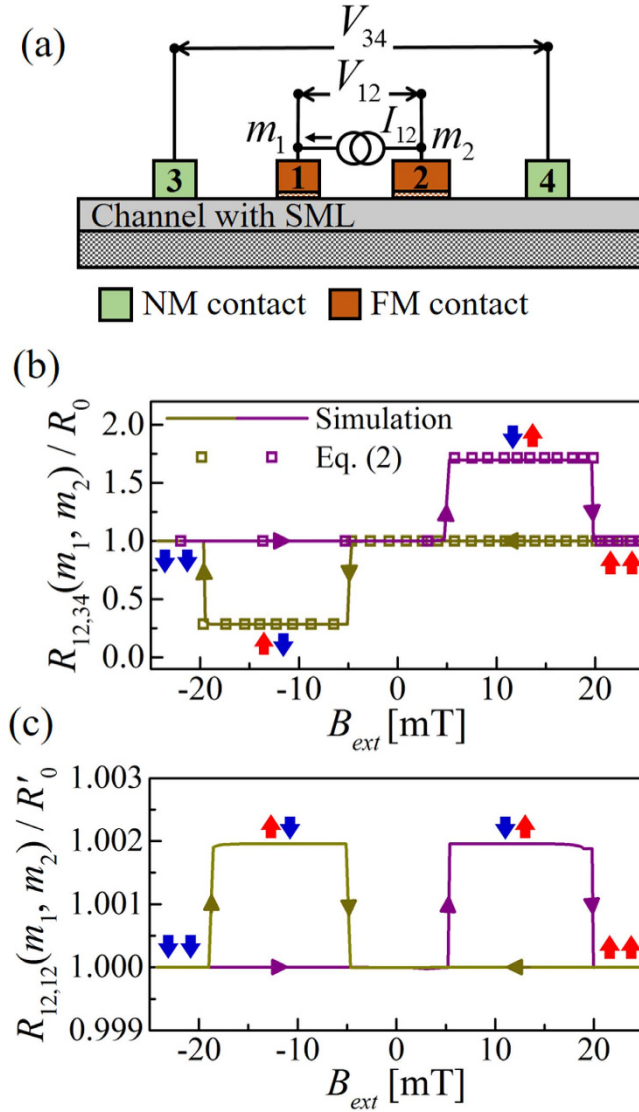 (a)
V₃₄
V₁₂
m₁ I₁₂ m₂
3 1 2 4
Channel with SML
NM contact FM contact
(b)
R₁₂,₃₄(m₁, m₂) / R₀
2.0
1.5
1.0
0.5
0.0
Simulation
Eq. (2)
-20 -10 0 10 20
B_ext [mT]
(c)
R₁₂,₁₂(m₁, m₂) / R′₀
1.003
1.002
1.001
1.000
0.999
-20 -10 0 10 20
B_ext [mT]